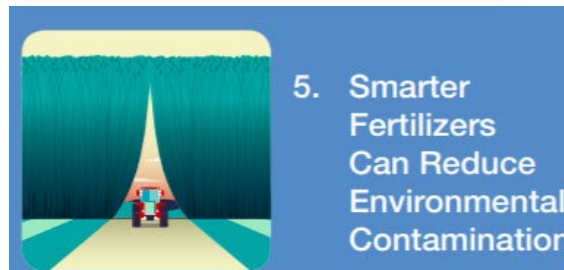 5. Smarter
Fertilizers
Can Reduce
Environmental
Contamination